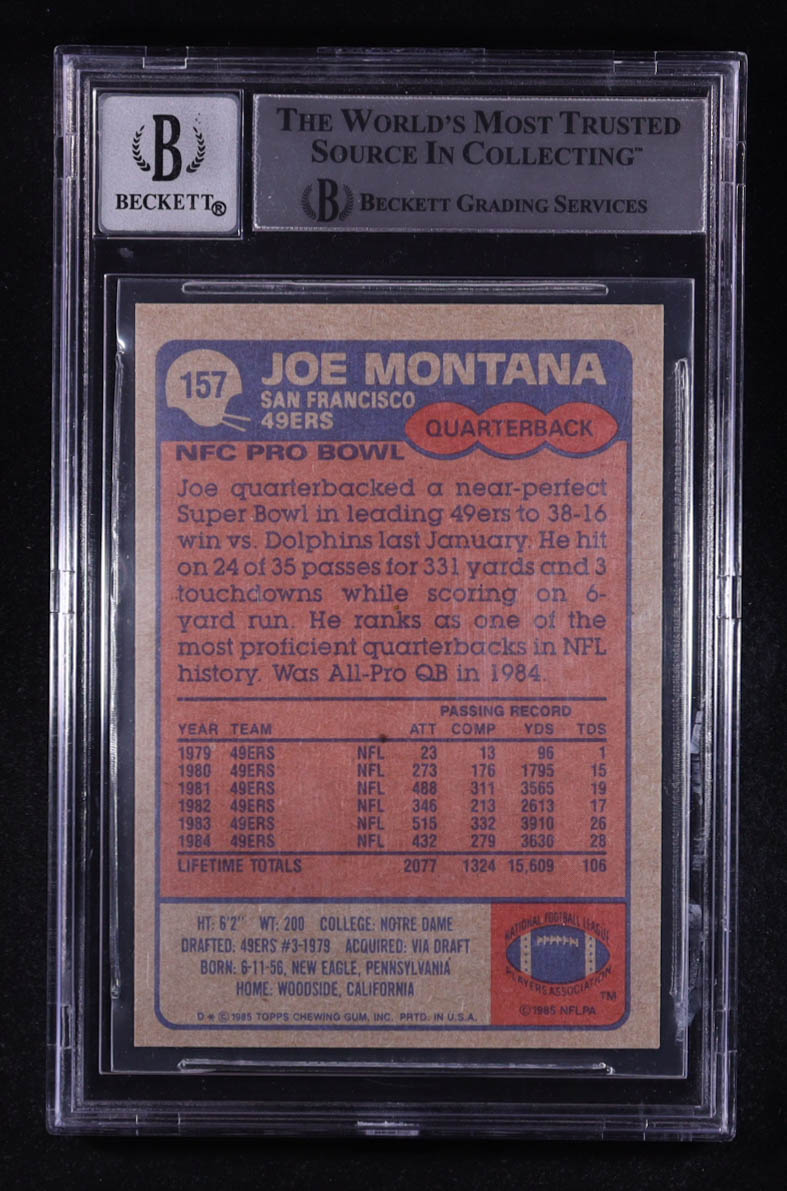 B
BECKETT®
THE WORLD'S MOST TRUSTED
SOURCE IN COLLECTING™
B BECKETT GRADING SERVICES
157
JOE MONTANA
SAN FRANCISCO
49ERS
QUARTERBACK
NFC PRO BOWL
Joe quarterbacked a near-perfect
Super Bowl in leading 49ers to 38-16
win vs. Dolphins last January. He hit
on 24 of 35 passes for 331 yards and 3
touchdowns while scoring on 6-
yard run. He ranks as one of the
most proficient quarterbacks in NFL
history. Was All-Pro QB in 1984.
PASSING RECORD
YEAR TEAM ATT COMP YDS TDS
1979 49ERS NFL 23 13 96 1
1980 49ERS NFL 273 176 1795 15
1981 49ERS NFL 488 311 3565 19
1982 49ERS NFL 346 213 2613 17
1983 49ERS NFL 515 332 3910 26
1984 49ERS NFL 432 279 3630 28
LIFETIME TOTALS 2077 1324 15,609 106
HT: 6'2" WT: 200 COLLEGE: NOTRE DAME
DRAFTED: 49ERS #3-1979 ACQUIRED: VIA DRAFT
BORN: 6-11-56, NEW EAGLE, PENNSYLVANIA
HOME: WOODSIDE, CALIFORNIA
D * © 1985 TOPPS CHEWING GUM, INC. PRTD. IN U.S.A.
NATIONAL FOOTBALL LEAGUE
PLAYERS ASSOCIATION
TM
© 1985 NFLPA